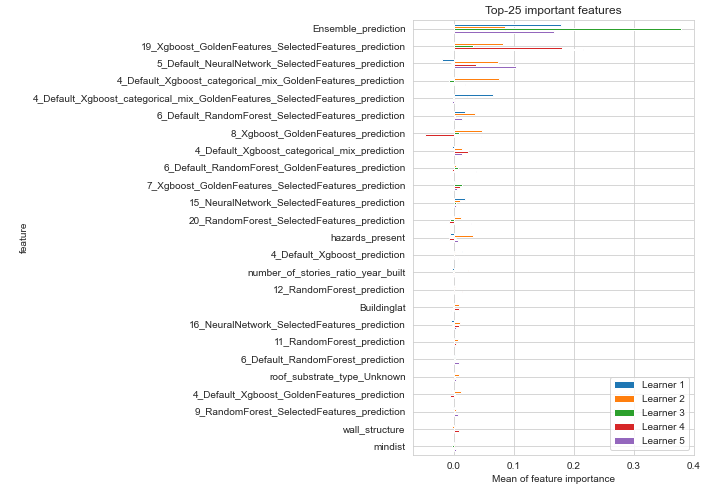 Top-25 important features
Ensemble_prediction
19_Xgboost_GoldenFeatures_SelectedFeatures_prediction
5_Default_NeuralNetwork_SelectedFeatures_prediction
4_Default_Xgboost_categorical_mix_GoldenFeatures_prediction
4_Default_Xgboost_categorical_mix_GoldenFeatures_SelectedFeatures_prediction
6_Default_RandomForest_SelectedFeatures_prediction
8_Xgboost_GoldenFeatures_prediction
4_Default_Xgboost_categorical_mix_prediction
6_Default_RandomForest_GoldenFeatures_prediction
7_Xgboost_GoldenFeatures_SelectedFeatures_prediction
15_NeuralNetwork_SelectedFeatures_prediction
20_RandomForest_SelectedFeatures_prediction
hazards_present
4_Default_Xgboost_prediction
number_of_stories_ratio_year_built
12_RandomForest_prediction
Buildinglat
16_NeuralNetwork_SelectedFeatures_prediction
11_RandomForest_prediction
6_Default_RandomForest_prediction
roof_substrate_type_Unknown
4_Default_Xgboost_GoldenFeatures_prediction
9_RandomForest_SelectedFeatures_prediction
wall_structure
mindist
feature
Learner 1
Learner 2
Learner 3
Learner 4
Learner 5
0.0 0.1 0.2 0.3 0.4
Mean of feature importance